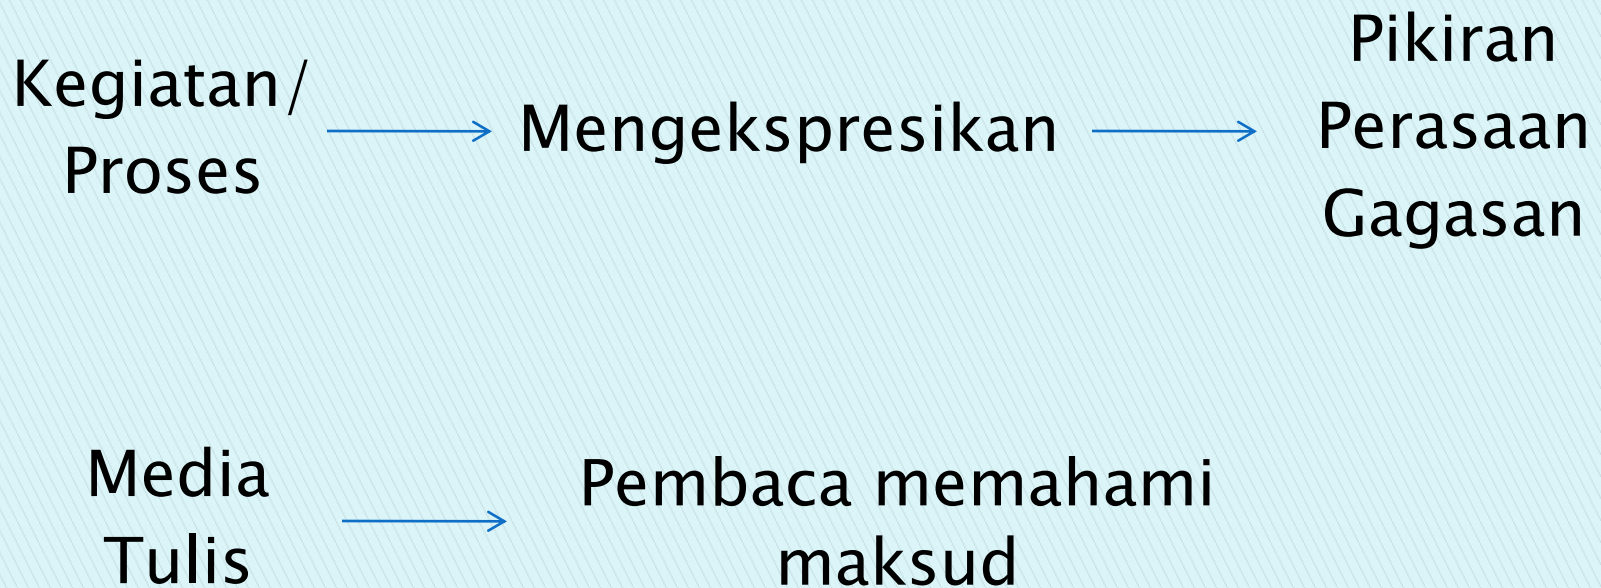 Kegiatan/
Proses
Mengekspresikan
Pikiran
Perasaan
Gagasan
Media
Tulis
Pembaca memahami
maksud